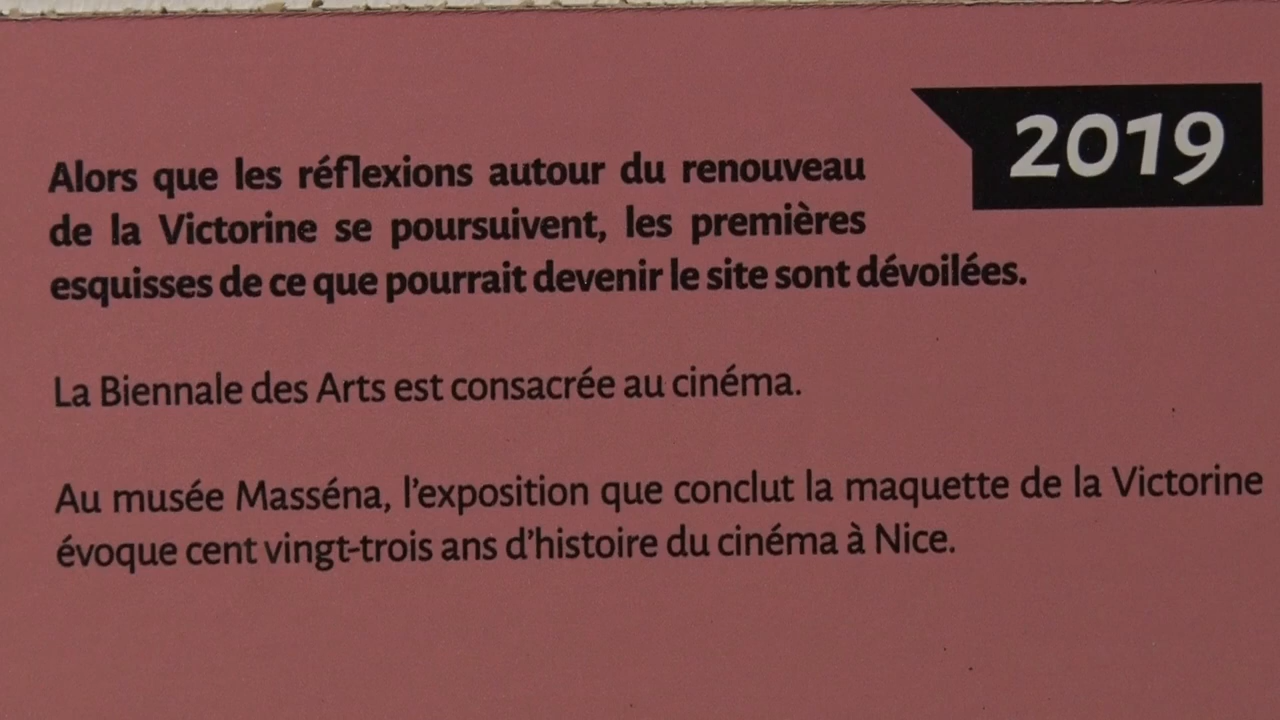 2019
Alors que les réflexions autour du renouveau
de la Victorine se poursuivent, les premières
esquisses de ce que pourrait devenir le site sont dévoilées.
La Biennale des Arts est consacrée au cinéma.
Au musée Masséna, l'exposition que conclut la maquette de la Victorine
évoque cent vingt-trois ans d'histoire du cinéma à Nice.